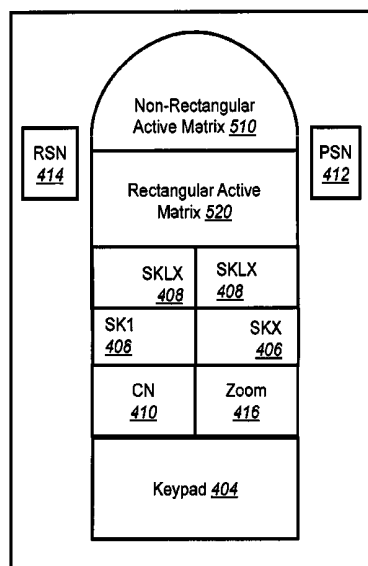 Non-Rectangular
Active Matrix 510
RSN
414
PSN
412
Rectangular Active
Matrix 520
SKLX
408
SKLX
408
SK1
406
SKX
406
CN
410
Zoom
416
Keypad 404